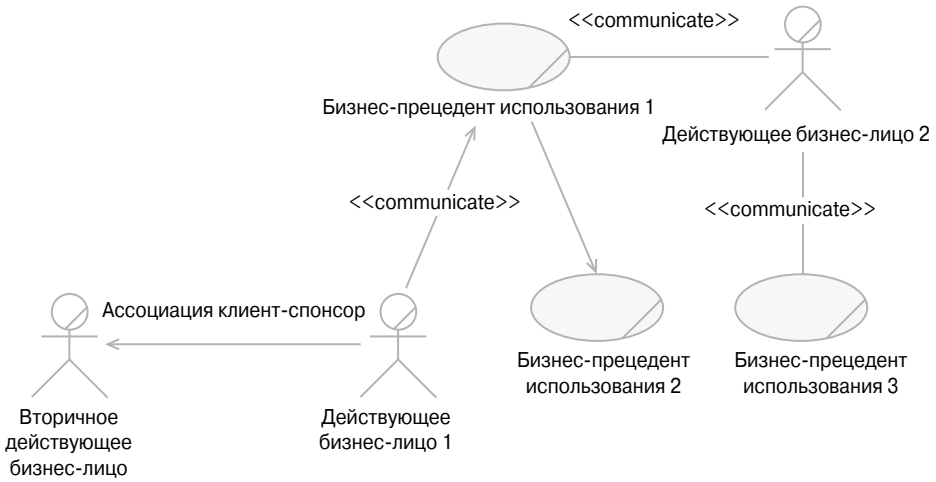 <<communicate>>
Бизнес-прецедент использования 1
Действующее бизнес-лицо 2
<<communicate>>
<<communicate>>
Ассоциация клиент-спонсор
Бизнес-прецедент
использования 2
Бизнес-прецедент
использования 3
Вторичное
действующее
бизнес-лицо
Действующее
бизнес-лицо 1